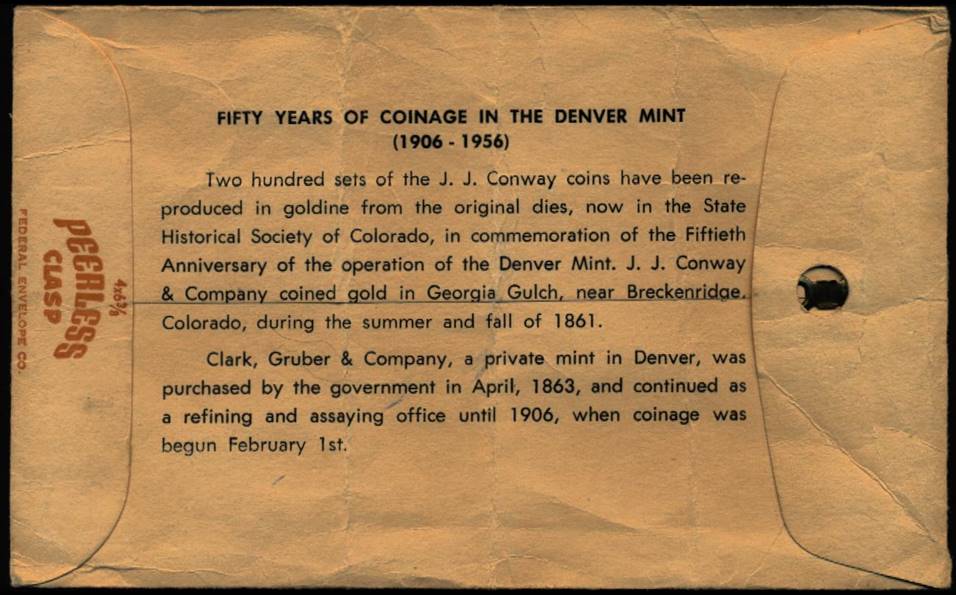 FIFTY YEARS OF COINAGE IN THE DENVER MINT
(1906 - 1956)
Two hundred sets of the J. J. Conway coins have been re-
produced in goldine from the original dies, now in the State
Historical Society of Colorado, in commemoration of the Fiftieth
Anniversary of the operation of the Denver Mint. J. J. Conway
& Company coined gold in Georgia Gulch, near Breckenridge,
Colorado, during the summer and fall of 1861.
Clark, Gruber & Company, a private mint in Denver, was
purchased by the government in April, 1863, and continued as
a refining and assaying office until 1906, when coinage was
begun February 1st.
4x6⅜
PEERLESS
CLASP
FEDERAL ENVELOPE CO.